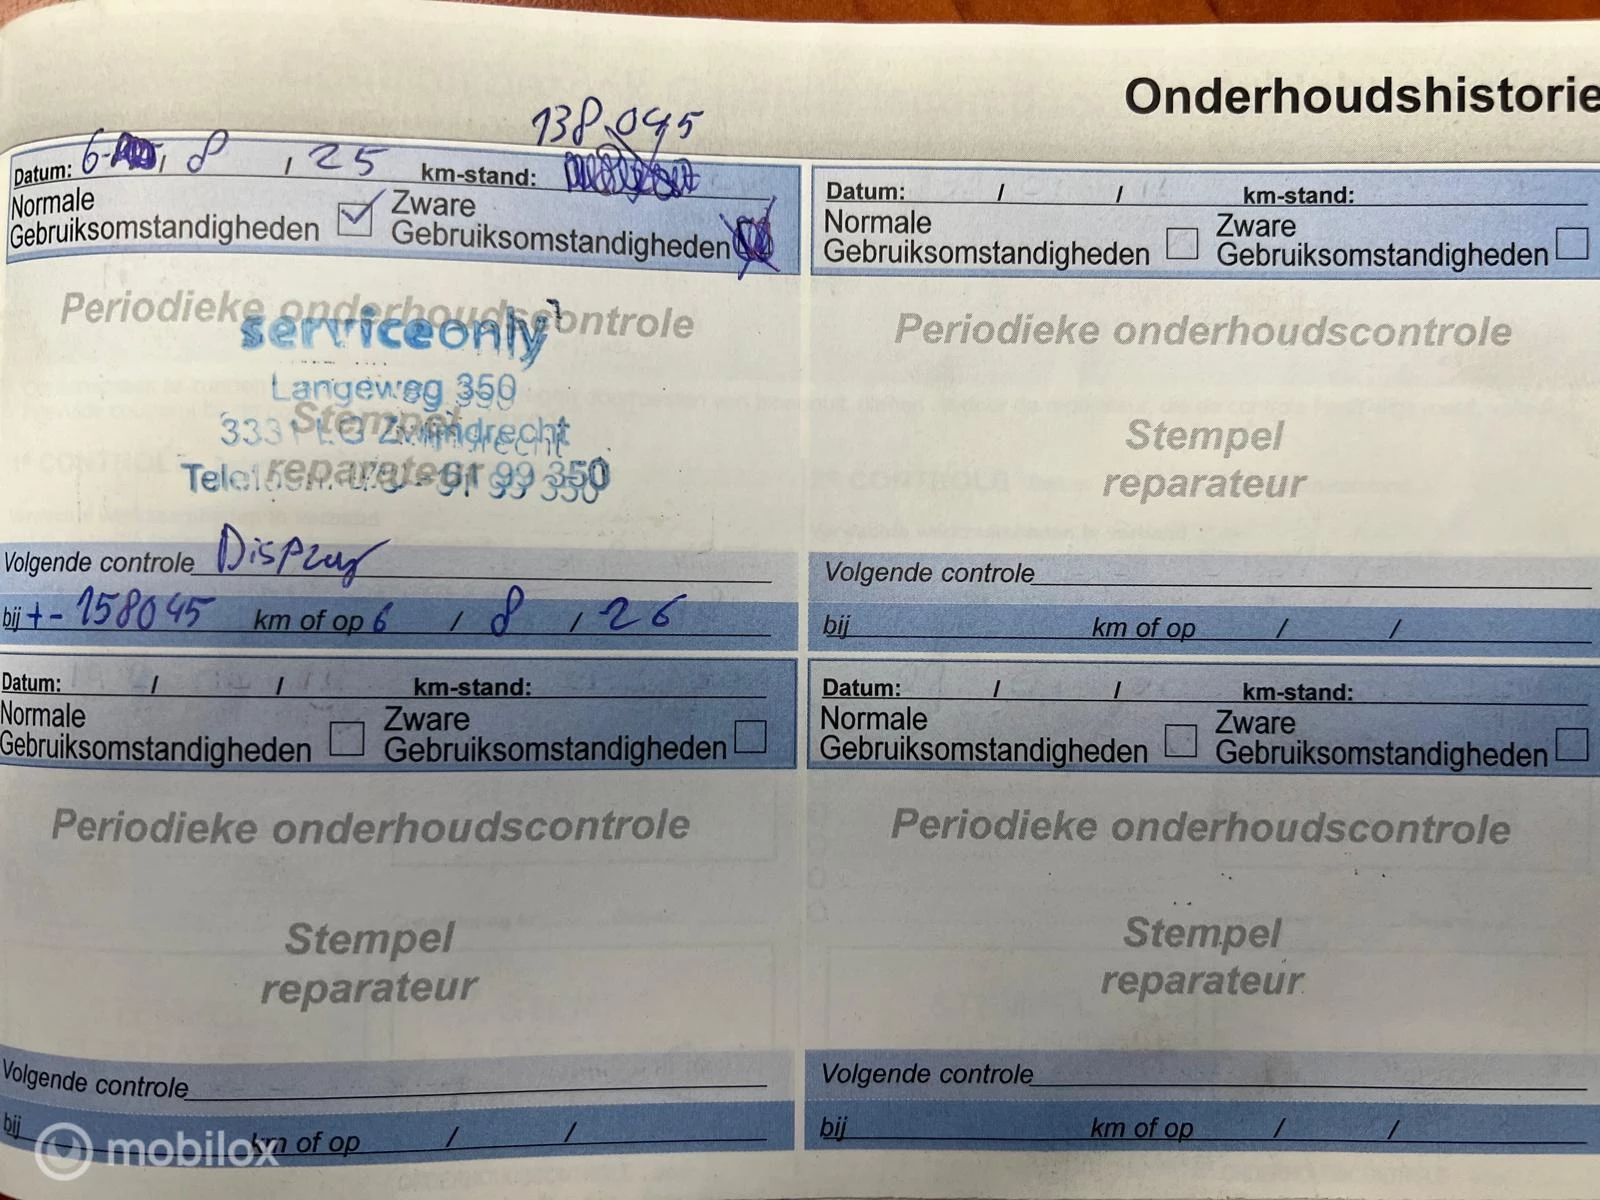 Onderhoudshistorie
138.045
Datum: 6- / 8 / 25 km-stand:
Normale Gebruiksomstandigheden Zware Gebruiksomstandigheden
Periodieke onderhoudscontrole
serviceonly
Langeweg 350
Stempel
Zwijndrecht
reparateur
99 350
Volgende controle Display
bij +- 158045 km of op 6 / 8 / 26
Datum: / / km-stand:
Normale Gebruiksomstandigheden Zware Gebruiksomstandigheden
Periodieke onderhoudscontrole
Stempel
reparateur
Volgende controle
bij km of op / /
Datum: / / km-stand:
Normale Gebruiksomstandigheden Zware Gebruiksomstandigheden
Periodieke onderhoudscontrole
Stempel
reparateur
Volgende controle
bij km of op / /
Datum: / / km-stand:
Normale Gebruiksomstandigheden Zware Gebruiksomstandigheden
Periodieke onderhoudscontrole
Stempel
reparateur
Volgende controle
bij km of op / /
mobilox